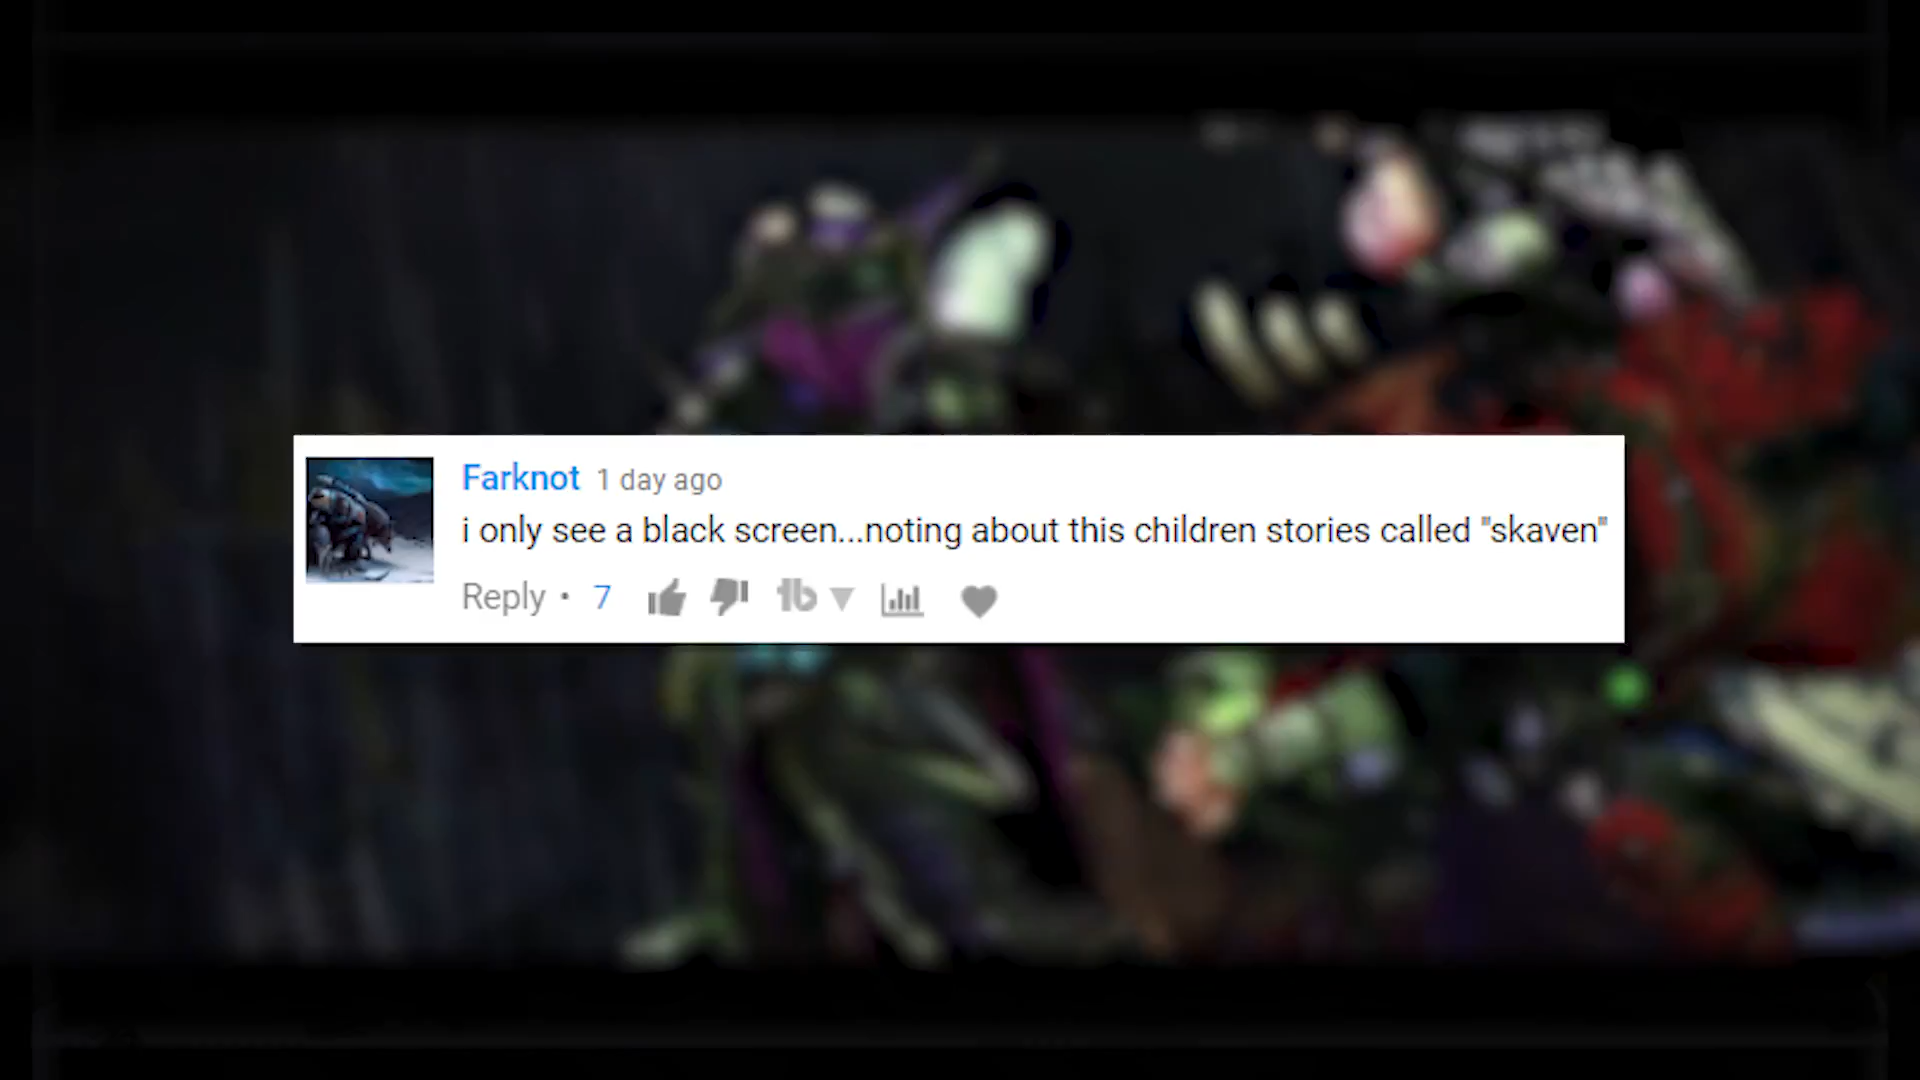 Farknot 1 day ago
i only see a black screen...noting about this children stories called "skaven"
Reply • 7